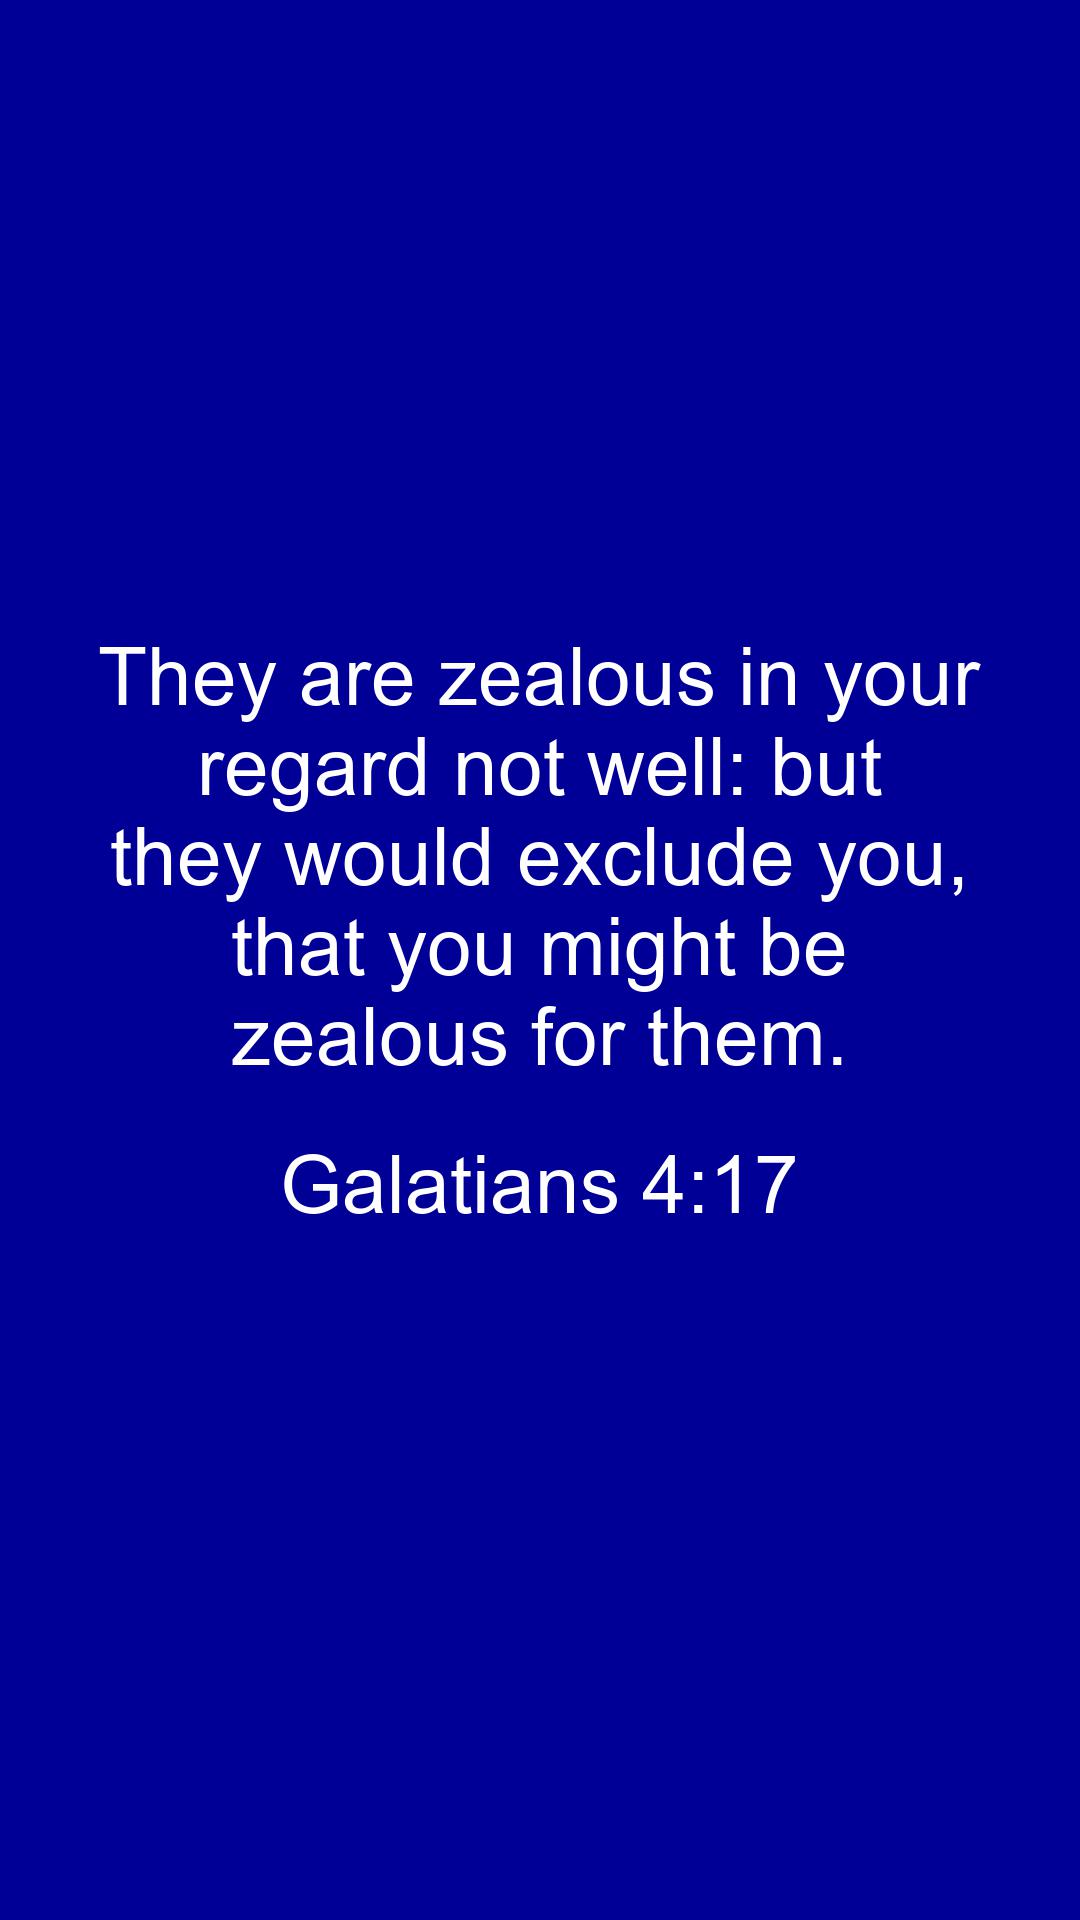 They are zealous in your
regard not well: but
they would exclude you,
that you might be
zealous for them.
Galatians 4:17